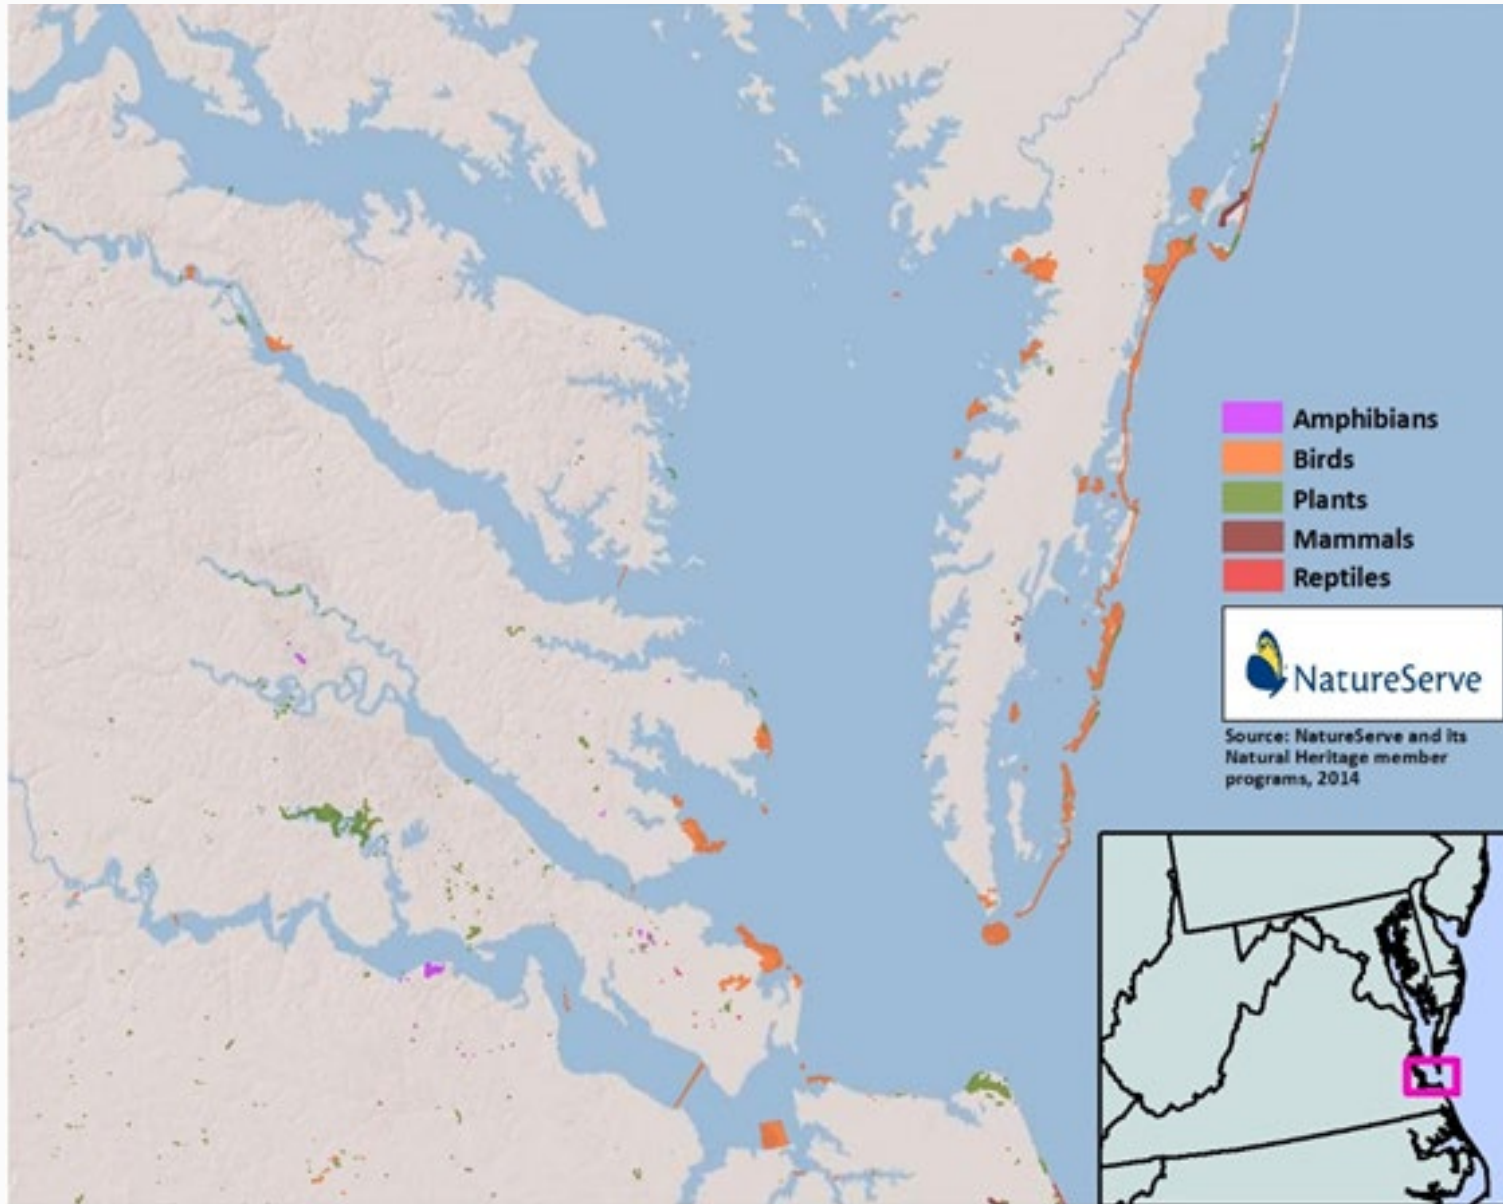 Amphibians
Birds
Plants
Mammals
Reptiles
NatureServe
Source: NatureServe and its
Natural Heritage member
programs, 2014